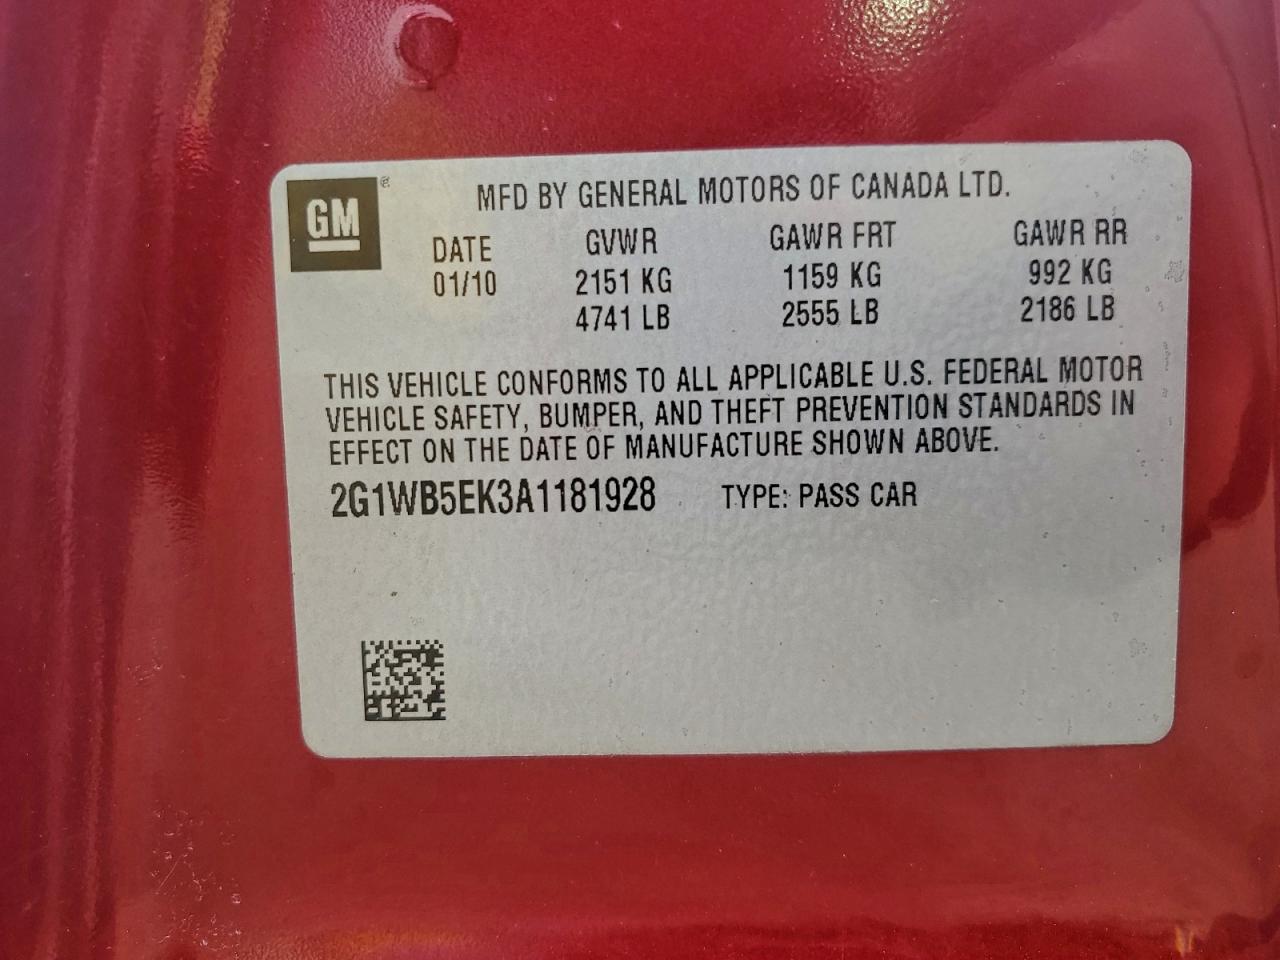 GM
MFD BY GENERAL MOTORS OF CANADA LTD.
DATE GVWR GAWR FRT GAWR RR
01/10 2151 KG 1159 KG 992 KG
4741 LB 2555 LB 2186 LB
THIS VEHICLE CONFORMS TO ALL APPLICABLE U.S. FEDERAL MOTOR
VEHICLE SAFETY, BUMPER, AND THEFT PREVENTION STANDARDS IN
EFFECT ON THE DATE OF MANUFACTURE SHOWN ABOVE.
2G1WB5EK3A1181928 TYPE: PASS CAR